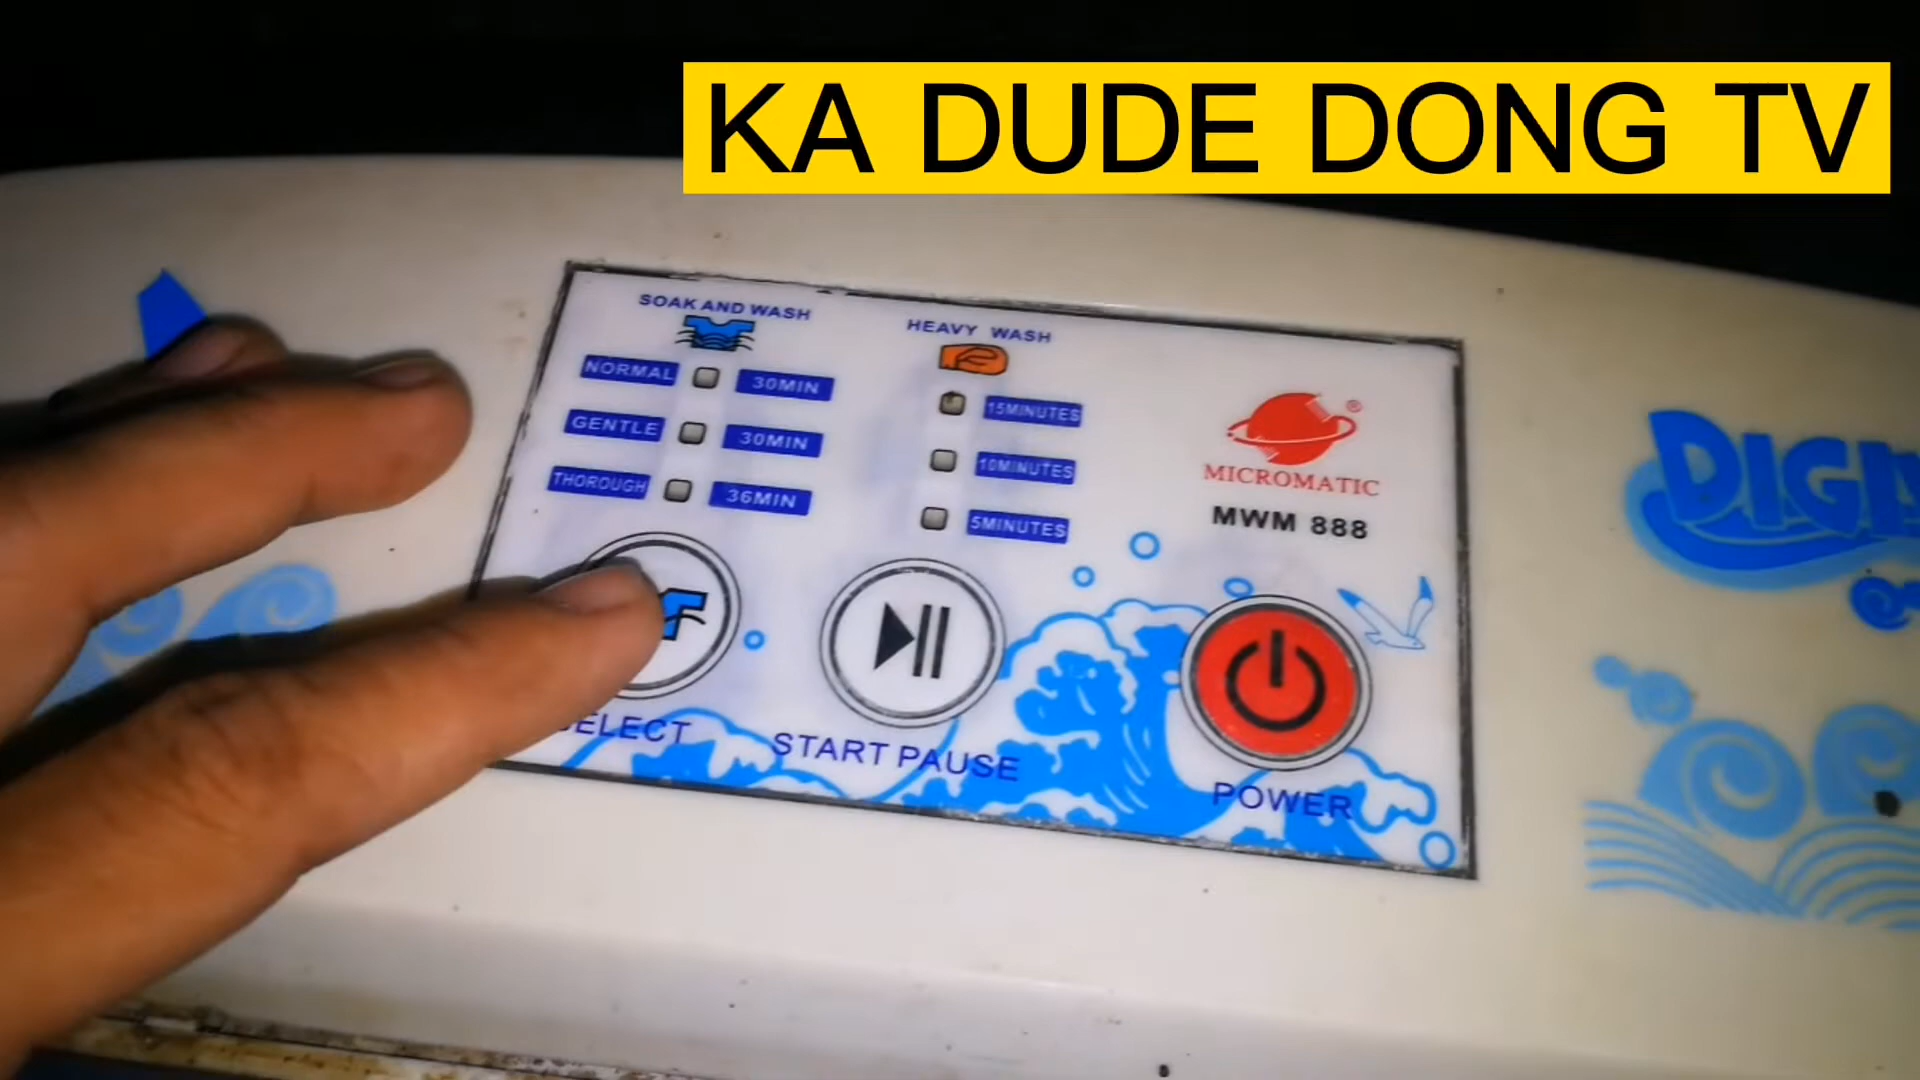 KA DUDE DONG TV
SOAK AND WASH
NORMAL 30MIN
GENTLE 30MIN
THOROUGH 36MIN
HEAVY WASH
15MINUTES
10MINUTES
5MINUTES
MICROMATIC ®
MWM 888
SELECT
START PAUSE
POWER